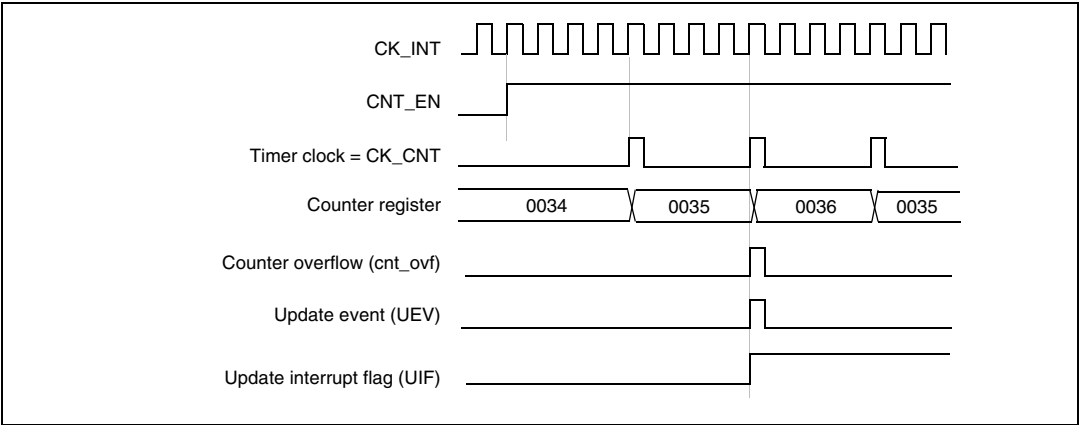 CK_INT
CNT_EN
Timer clock = CK_CNT
Counter register 0034 0035 0036 0035
Counter overflow (cnt_ovf)
Update event (UEV)
Update interrupt flag (UIF)